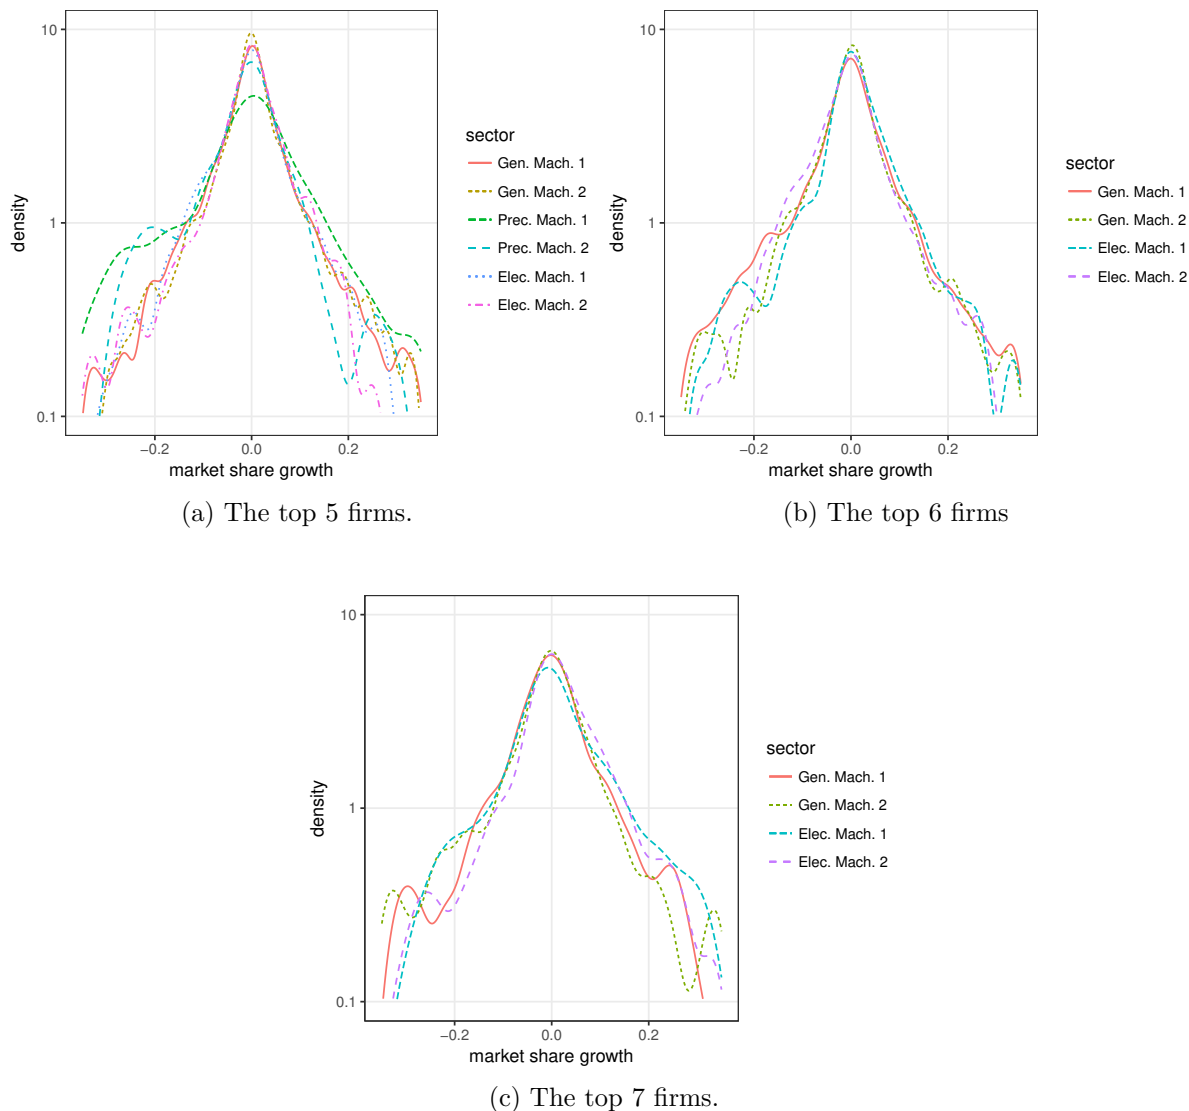 10
1
0.1
density
−0.2 0.0 0.2
market share growth
sector
Gen. Mach. 1
Gen. Mach. 2
Prec. Mach. 1
Prec. Mach. 2
Elec. Mach. 1
Elec. Mach. 2
(a) The top 5 firms.
10
1
0.1
density
−0.2 0.0 0.2
market share growth
sector
Gen. Mach. 1
Gen. Mach. 2
Elec. Mach. 1
Elec. Mach. 2
(b) The top 6 firms
10
1
0.1
density
−0.2 0.0 0.2
market share growth
sector
Gen. Mach. 1
Gen. Mach. 2
Elec. Mach. 1
Elec. Mach. 2
(c) The top 7 firms.